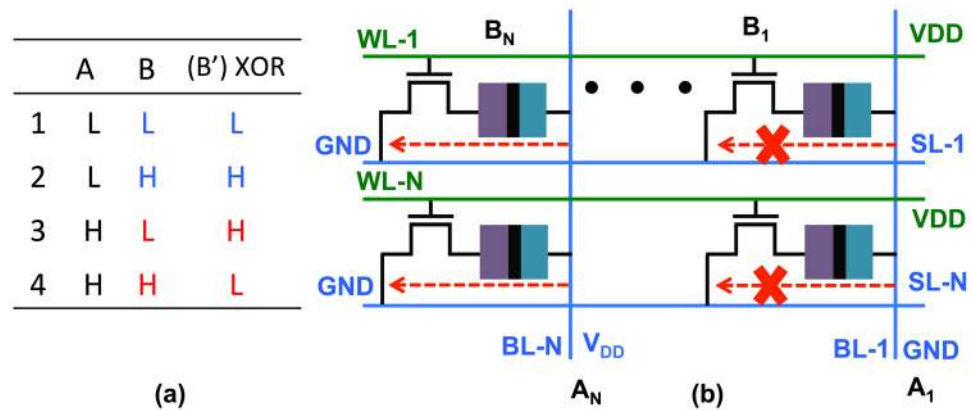 A B (B') XOR
1 L L L
2 L H H
3 H L H
4 H H L
(a)
B_N B_1
WL-1 VDD
GND SL-1
WL-N VDD
GND SL-N
BL-N V_DD BL-1 GND
A_N (b) A_1